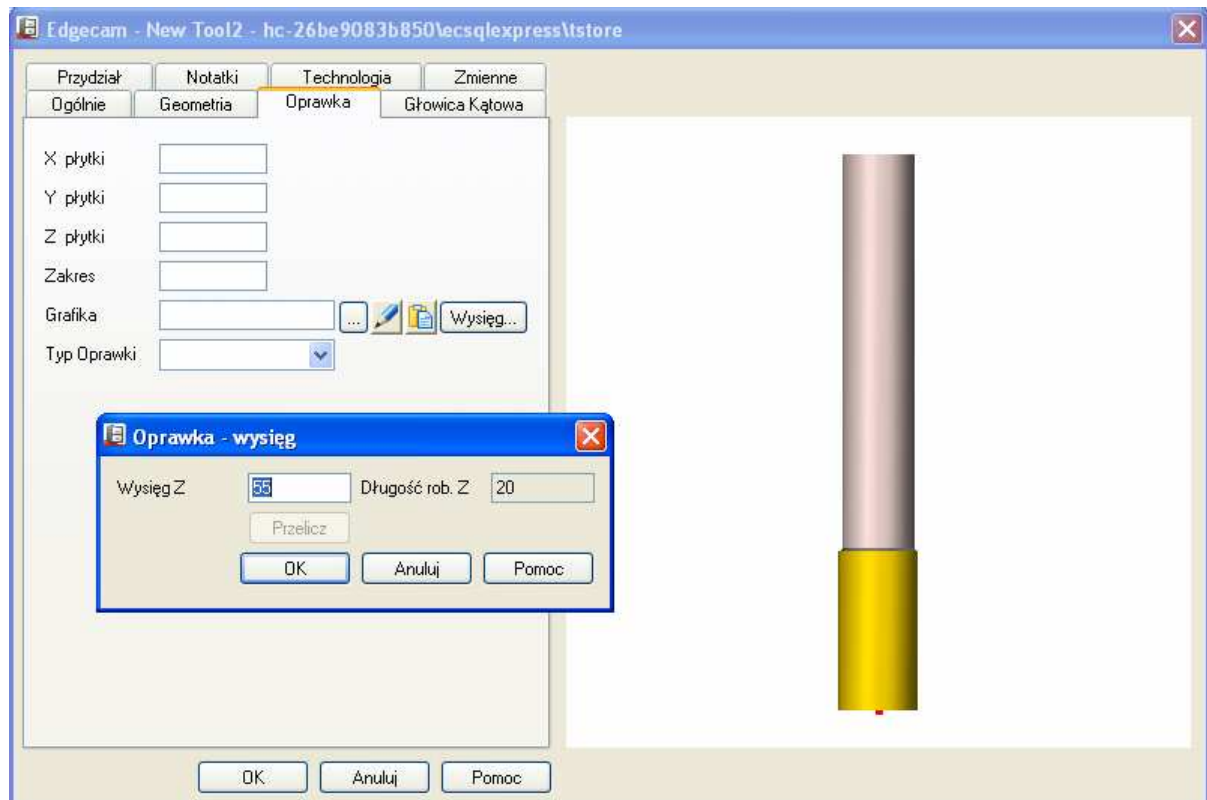 Edgecam - New Tool2 - hc-26be9083b850\ecsqlexpress\tstore
Przydział Notatki Technologia Zmienne
Ogólnie Geometria Oprawka Głowica Kątowa
X płytki
Y płytki
Z płytki
Zakres
Grafika ... Wysięg...
Typ Oprawki
Oprawka - wysięg
Wysięg Z 55 Długość rob. Z 20
Przelicz
OK Anuluj Pomoc
OK Anuluj Pomoc